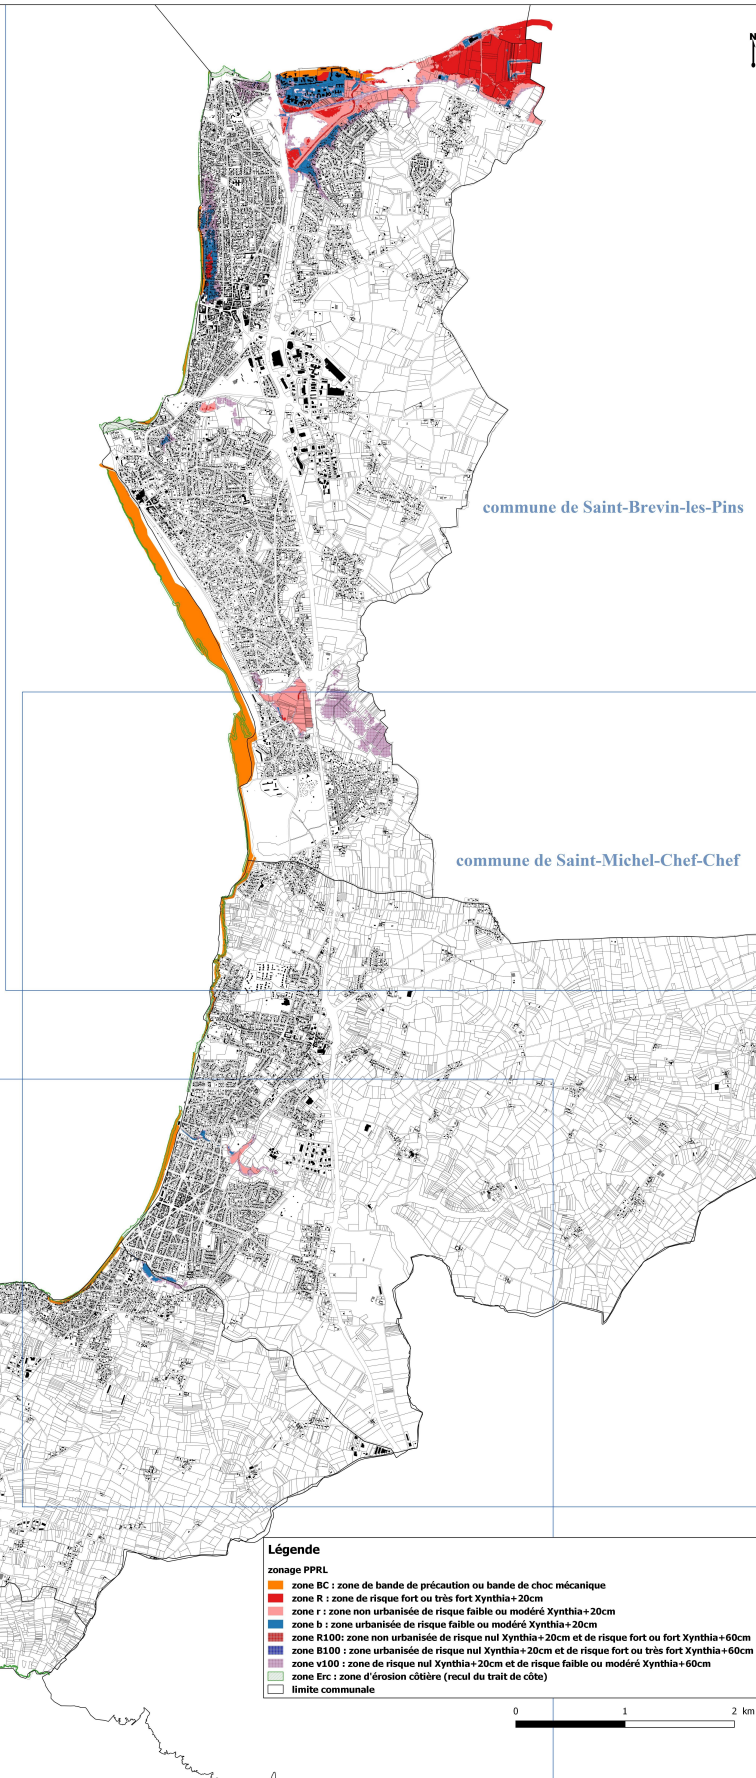 N
commune de Saint-Brevin-les-Pins
commune de Saint-Michel-Chef-Chef
Légende
zonage PPRL
zone BC : zone de bande de précaution ou bande de choc mécanique
zone R : zone de risque fort ou très fort Xynthia+20cm
zone r : zone non urbanisée de risque faible ou modéré Xynthia+20cm
zone b : zone urbanisée de risque faible ou modéré Xynthia+20cm
zone R100: zone non urbanisée de risque nul Xynthia+20cm et de risque fort ou fort Xynthia+60cm
zone B100 : zone urbanisée de risque nul Xynthia+20cm et de risque fort ou très fort Xynthia+60cm
zone v100 : zone de risque nul Xynthia+20cm et de risque faible ou modéré Xynthia+60cm
zone Erc : zone d'érosion côtière (recul du trait de côte)
limite communale
0 1 2 km